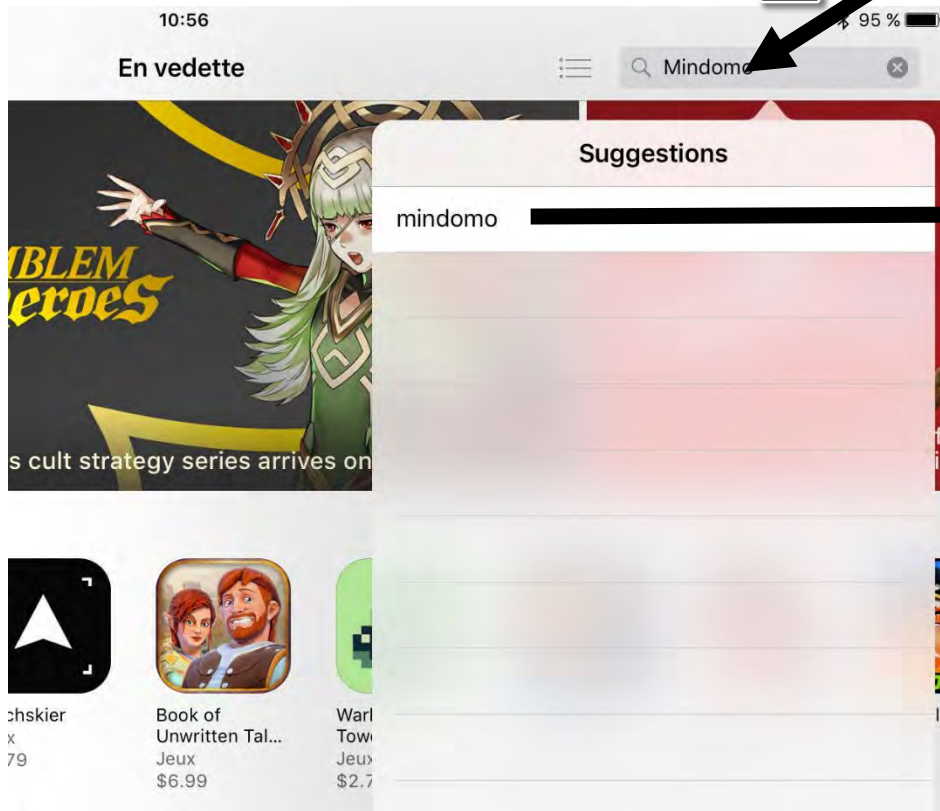 10:56
95 %
En vedette
Mindomo
Suggestions
mindomo
s cult strategy series arrives on
Book of
Unwritten Tal...
Jeux
$6.99